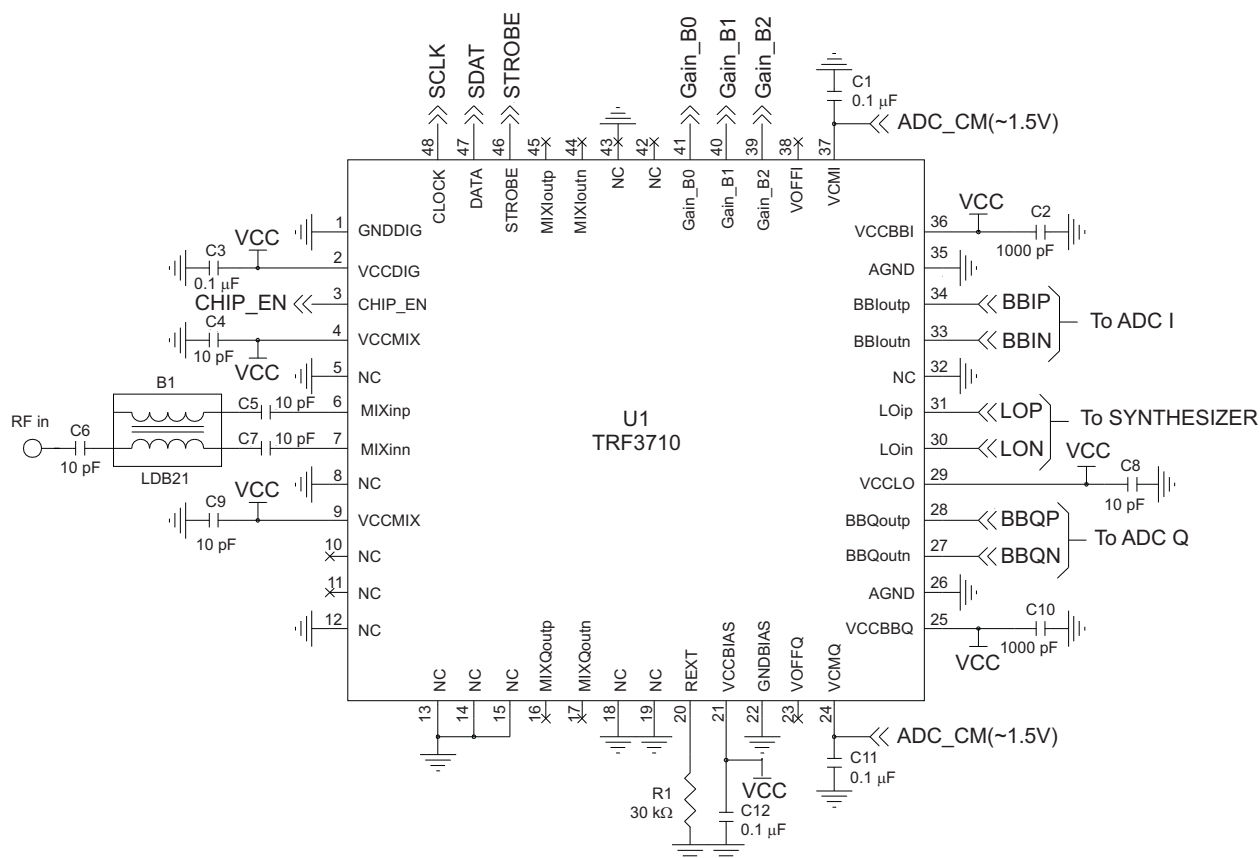 SCLK
SDAT
STROBE
Gain_B0
Gain_B1
Gain_B2
C1
0.1 μF
ADC_CM(~1.5V)
48
47
46
45
44
43
42
41
40
39
38
37
CLOCK
DATA
STROBE
MIXIoutp
MIXIoutn
NC
NC
Gain_B0
Gain_B1
Gain_B2
VOFFI
VCMI
1
GNDDIG
C3
VCC
0.1 μF
2
VCCDIG
CHIP_EN
3
CHIP_EN
C4
10 pF
VCC
4
VCCMIX
5
NC
B1
RF in
C6
10 pF
LDB21
C5
10 pF
6
MIXinp
C7
10 pF
7
MIXinn
8
NC
C9
VCC
10 pF
9
VCCMIX
10
NC
11
NC
12
NC
U1
TRF3710
VCCBBI
36
VCC
C2
1000 pF
AGND
35
BBIoutp
34
BBIP
BBIoutn
33
BBIN
To ADC I
NC
32
LOip
31
LOP
LOin
30
LON
To SYNTHESIZER
VCCLO
29
VCC
C8
10 pF
BBQoutp
28
BBQP
BBQoutn
27
BBQN
To ADC Q
AGND
26
VCCBBQ
25
VCC
C10
1000 pF
NC
NC
NC
MIXQoutp
MIXQoutn
NC
NC
REXT
VCCBIAS
GNDBIAS
VOFFQ
VCMQ
13
14
15
16
17
18
19
20
21
22
23
24
ADC_CM(~1.5V)
C11
0.1 μF
R1
30 kΩ
VCC
C12
0.1 μF